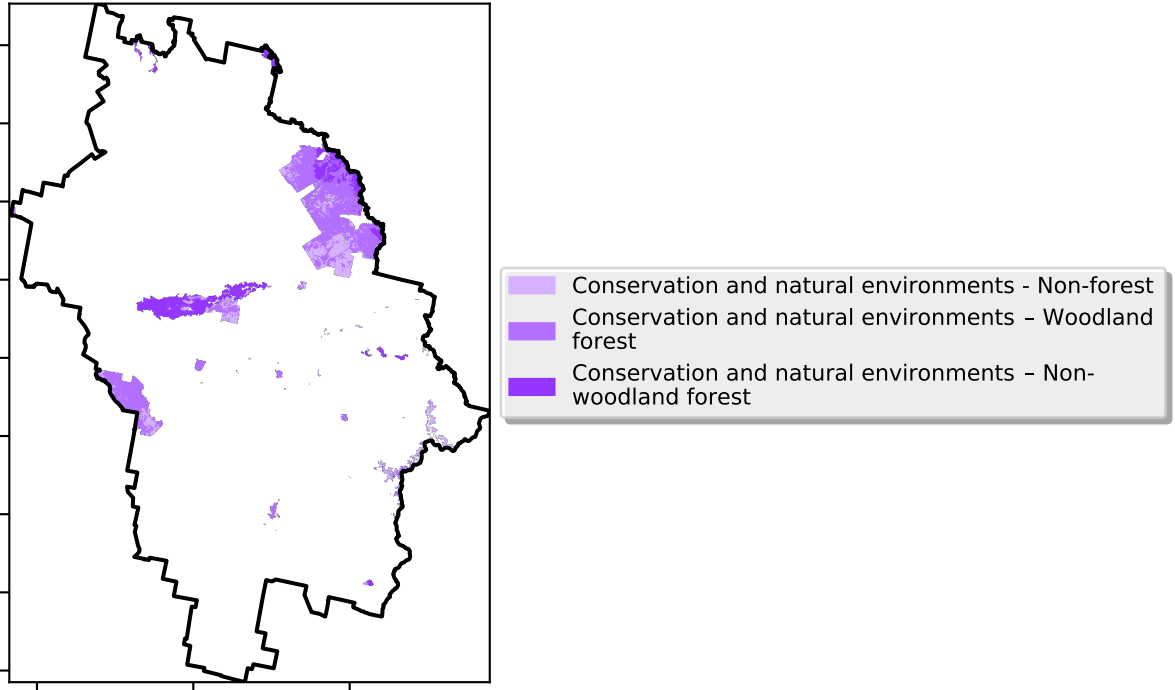 Conservation and natural environments - Non-forest
Conservation and natural environments – Woodland
forest
Conservation and natural environments – Non-
woodland forest